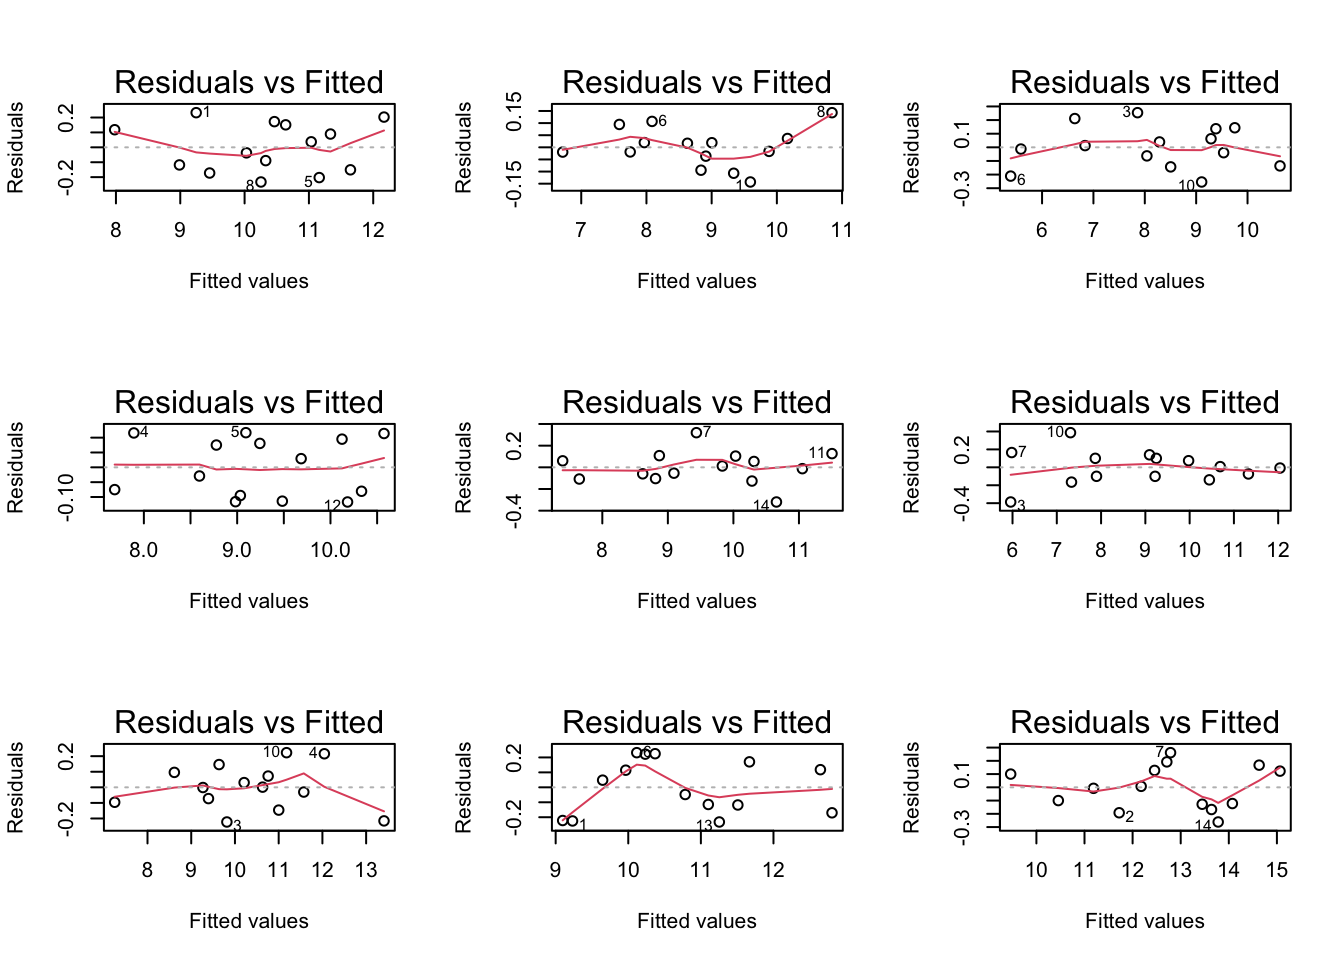 Residuals vs Fitted
Residuals
0.2
-0.2
1
8
5
8 9 10 11 12
Fitted values
Residuals vs Fitted
Residuals
0.15
-0.15
6
8
1
7 8 9 10 11
Fitted values
Residuals vs Fitted
Residuals
0.1
-0.3
3
6
10
6 7 8 9 10
Fitted values
Residuals vs Fitted
Residuals
-0.10
4
5
12
8.0 9.0 10.0
Fitted values
Residuals vs Fitted
Residuals
0.2
-0.4
7
11
14
8 9 10 11
Fitted values
Residuals vs Fitted
Residuals
0.2
-0.4
10
7
3
6 7 8 9 10 11 12
Fitted values
Residuals vs Fitted
Residuals
0.2
-0.2
10
4
3
8 9 10 11 12 13
Fitted values
Residuals vs Fitted
Residuals
0.2
-0.2
1
13
9 10 11 12
Fitted values
Residuals vs Fitted
Residuals
0.1
-0.3
7
2
14
10 11 12 13 14 15
Fitted values